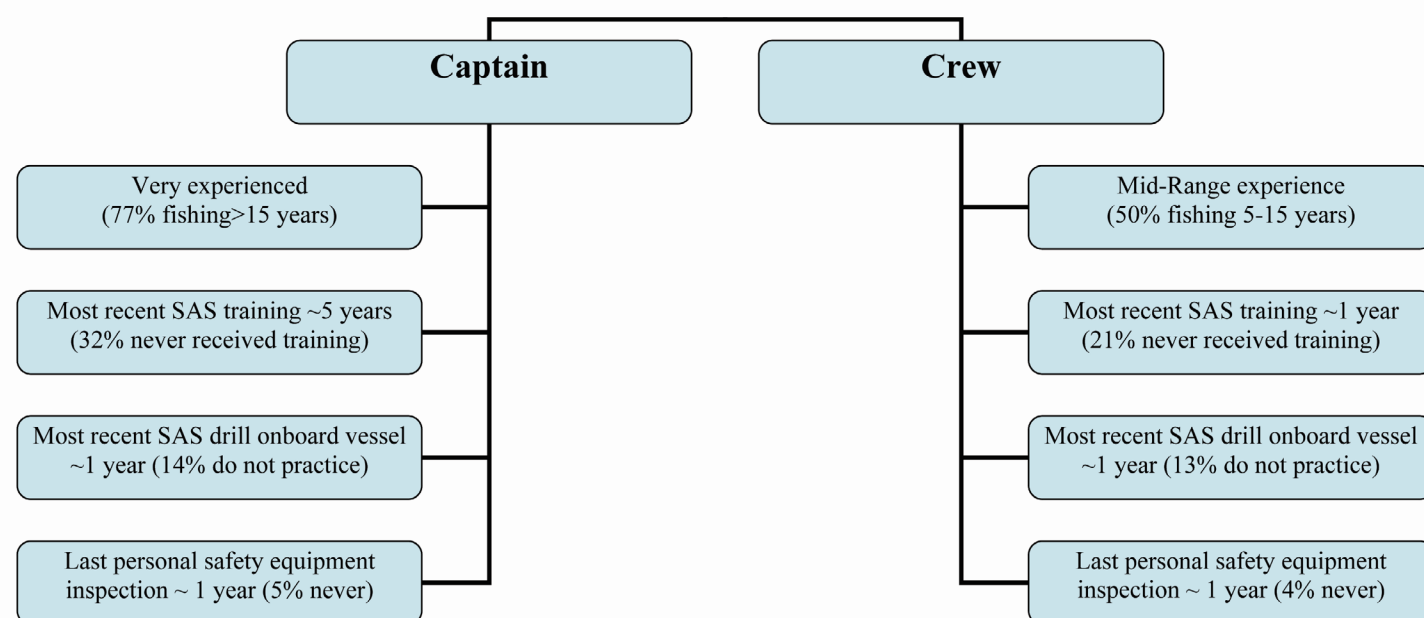 Captain
Very experienced
(77% fishing>15 years)
Most recent SAS training ~5 years
(32% never received training)
Most recent SAS drill onboard vessel
~1 year (14% do not practice)
Last personal safety equipment
inspection ~ 1 year (5% never)
Crew
Mid-Range experience
(50% fishing 5-15 years)
Most recent SAS training ~1 year
(21% never received training)
Most recent SAS drill onboard vessel
~1 year (13% do not practice)
Last personal safety equipment
inspection ~ 1 year (4% never)